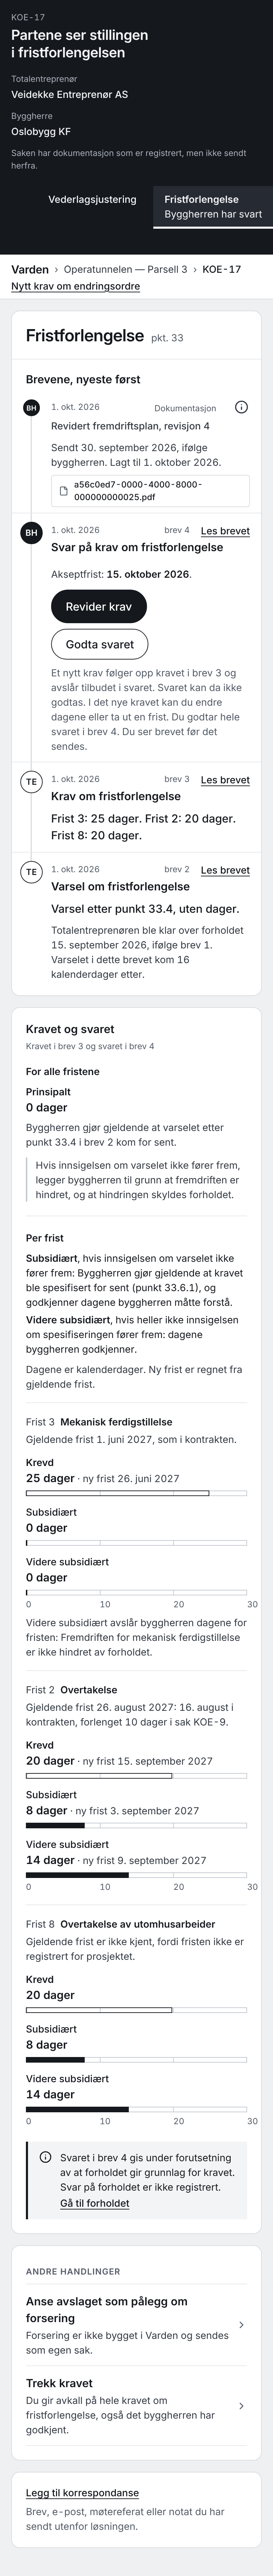 KOE-17
Partene ser stillingen
i fristforlengelsen
Totalentreprenør
Veidekke Entreprenør AS
Byggherre
Oslobygg KF
Saken har dokumentasjon som er registrert, men ikke sendt
herfra.
Vederlagsjustering
Fristforlengelse
Byggherren har svart
Varden › Operatunnelen — Parsell 3 › KOE-17
Nytt krav om endringsordre
Fristforlengelse pkt. 33
Brevene, nyeste først
BH 1. okt. 2026 Dokumentasjon
Revidert fremdriftsplan, revisjon 4
Sendt 30. september 2026, ifølge
byggherren. Lagt til 1. oktober 2026.
a56c0ed7-0000-4000-8000-
000000000025.pdf
BH 1. okt. 2026 brev 4 Les brevet
Svar på krav om fristforlengelse
Akseptfrist: 15. oktober 2026.
Revider krav
Godta svaret
Et nytt krav følger opp kravet i brev 3 og
avslår tilbudet i svaret. Svaret kan da ikke
godtas. I det nye kravet kan du endre
dagene eller ta ut en frist. Du godtar hele
svaret i brev 4. Du ser brevet før det
sendes.
TE 1. okt. 2026 brev 3 Les brevet
Krav om fristforlengelse
Frist 3: 25 dager. Frist 2: 20 dager.
Frist 8: 20 dager.
TE 1. okt. 2026 brev 2 Les brevet
Varsel om fristforlengelse
Varsel etter punkt 33.4, uten dager.
Totalentreprenøren ble klar over forholdet
15. september 2026, ifølge brev 1.
Varselet i dette brevet kom 16
kalenderdager etter.
Kravet og svaret
Kravet i brev 3 og svaret i brev 4
For alle fristene
Prinsipalt
0 dager
Byggherren gjør gjeldende at varselet etter
punkt 33.4 i brev 2 kom for sent.
Hvis innsigelsen om varselet ikke fører frem,
legger byggherren til grunn at fremdriften er
hindret, og at hindringen skyldes forholdet.
Per frist
Subsidiært, hvis innsigelsen om varselet ikke
fører frem: Byggherren gjør gjeldende at kravet
ble spesifisert for sent (punkt 33.6.1), og
godkjenner dagene byggherren måtte forstå.
Videre subsidiært, hvis heller ikke innsigelsen
om spesifiseringen fører frem: dagene
byggherren godkjenner.
Dagene er kalenderdager. Ny frist er regnet fra
gjeldende frist.
Frist 3 Mekanisk ferdigstillelse
Gjeldende frist 1. juni 2027, som i kontrakten.
Krevd
25 dager · ny frist 26. juni 2027
Subsidiært
0 dager
Videre subsidiært
0 dager
0 10 20 30
Videre subsidiært avslår byggherren dagene for
fristen: Fremdriften for mekanisk ferdigstillelse
er ikke hindret av forholdet.
Frist 2 Overtakelse
Gjeldende frist 26. august 2027: 16. august i
kontrakten, forlenget 10 dager i sak KOE-9.
Krevd
20 dager · ny frist 15. september 2027
Subsidiært
8 dager · ny frist 3. september 2027
Videre subsidiært
14 dager · ny frist 9. september 2027
0 10 20 30
Frist 8 Overtakelse av utomhusarbeider
Gjeldende frist er ikke kjent, fordi fristen ikke er
registrert for prosjektet.
Krevd
20 dager
Subsidiært
8 dager
Videre subsidiært
14 dager
0 10 20 30
Svaret i brev 4 gis under forutsetning
av at forholdet gir grunnlag for kravet.
Svar på forholdet er ikke registrert.
Gå til forholdet
ANDRE HANDLINGER
Anse avslaget som pålegg om
forsering
Forsering er ikke bygget i Varden og sendes
som egen sak.
Trekk kravet
Du gir avkall på hele kravet om
fristforlengelse, også det byggherren har
godkjent.
Legg til korrespondanse
Brev, e-post, møtereferat eller notat du har
sendt utenfor løsningen.